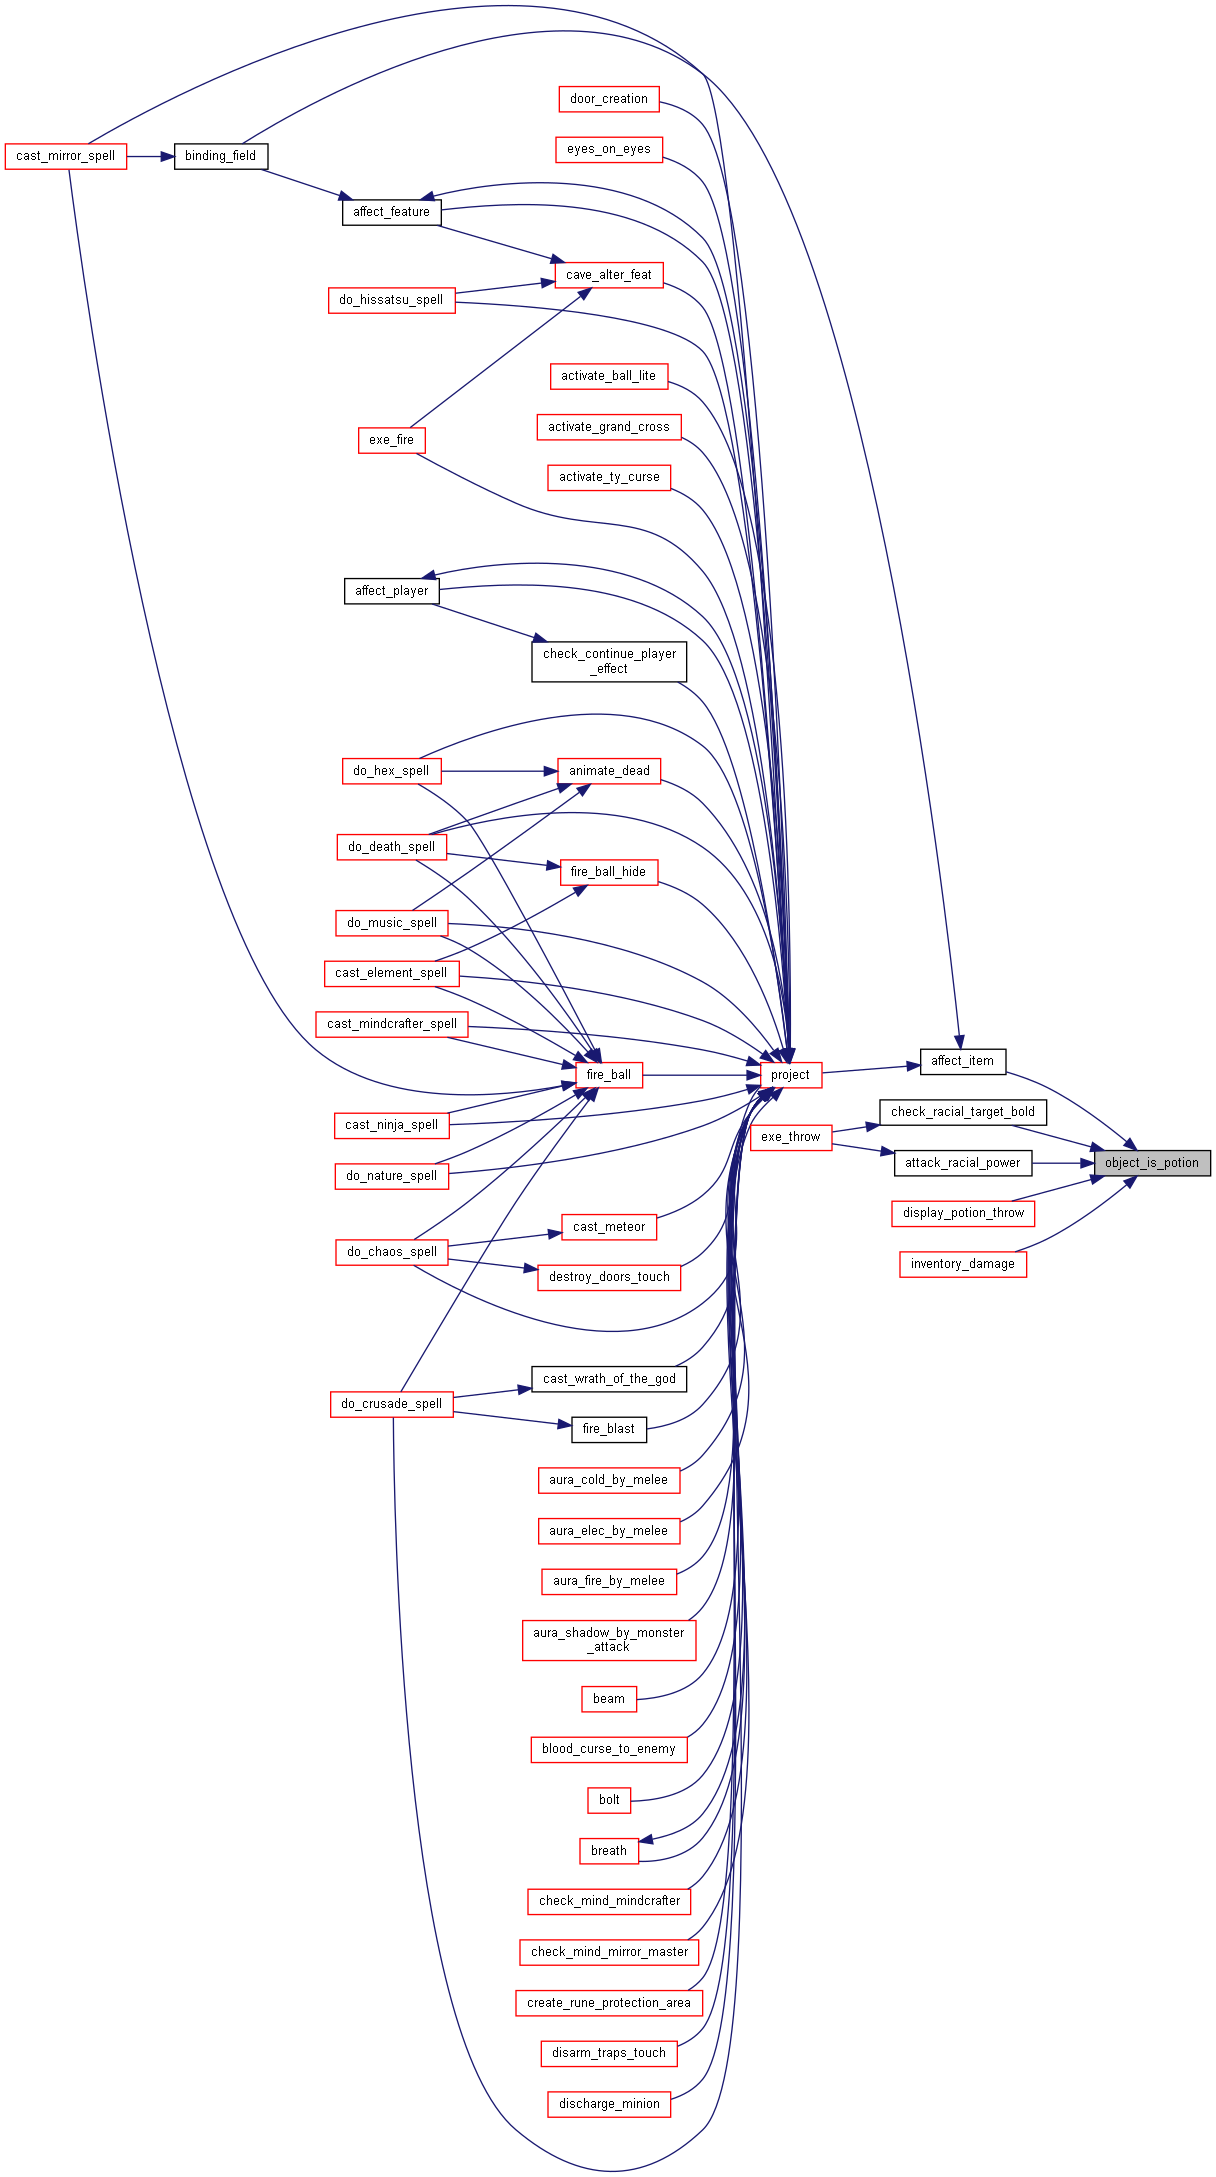 door_creation
eyes_on_eyes
cast_mirror_spell
binding_field
affect_feature
cave_alter_feat
do_hissatsu_spell
activate_ball_lite
activate_grand_cross
exe_fire
activate_ty_curse
affect_player
check_continue_player
_effect
do_hex_spell
animate_dead
do_death_spell
fire_ball_hide
do_music_spell
cast_element_spell
cast_mindcrafter_spell
affect_item
fire_ball
project
check_racial_target_bold
cast_ninja_spell
exe_throw
attack_racial_power
object_is_potion
do_nature_spell
display_potion_throw
cast_meteor
do_chaos_spell
inventory_damage
destroy_doors_touch
cast_wrath_of_the_god
do_crusade_spell
fire_blast
aura_cold_by_melee
aura_elec_by_melee
aura_fire_by_melee
aura_shadow_by_monster
_attack
beam
blood_curse_to_enemy
bolt
breath
check_mind_mindcrafter
check_mind_mirror_master
create_rune_protection_area
disarm_traps_touch
discharge_minion